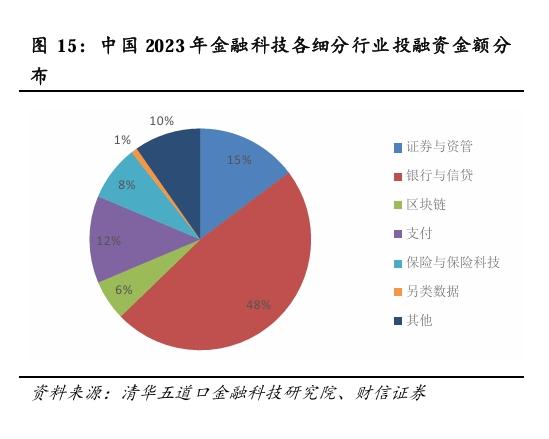 图 15：中国 2023 年金融科技各细分行业投融资金额分
布
10%
1%
15%
8%
12%
6%
48%
证券与资管
银行与信贷
区块链
支付
保险与保险科技
另类数据
其他
资料来源：清华五道口金融科技研究院、财信证券